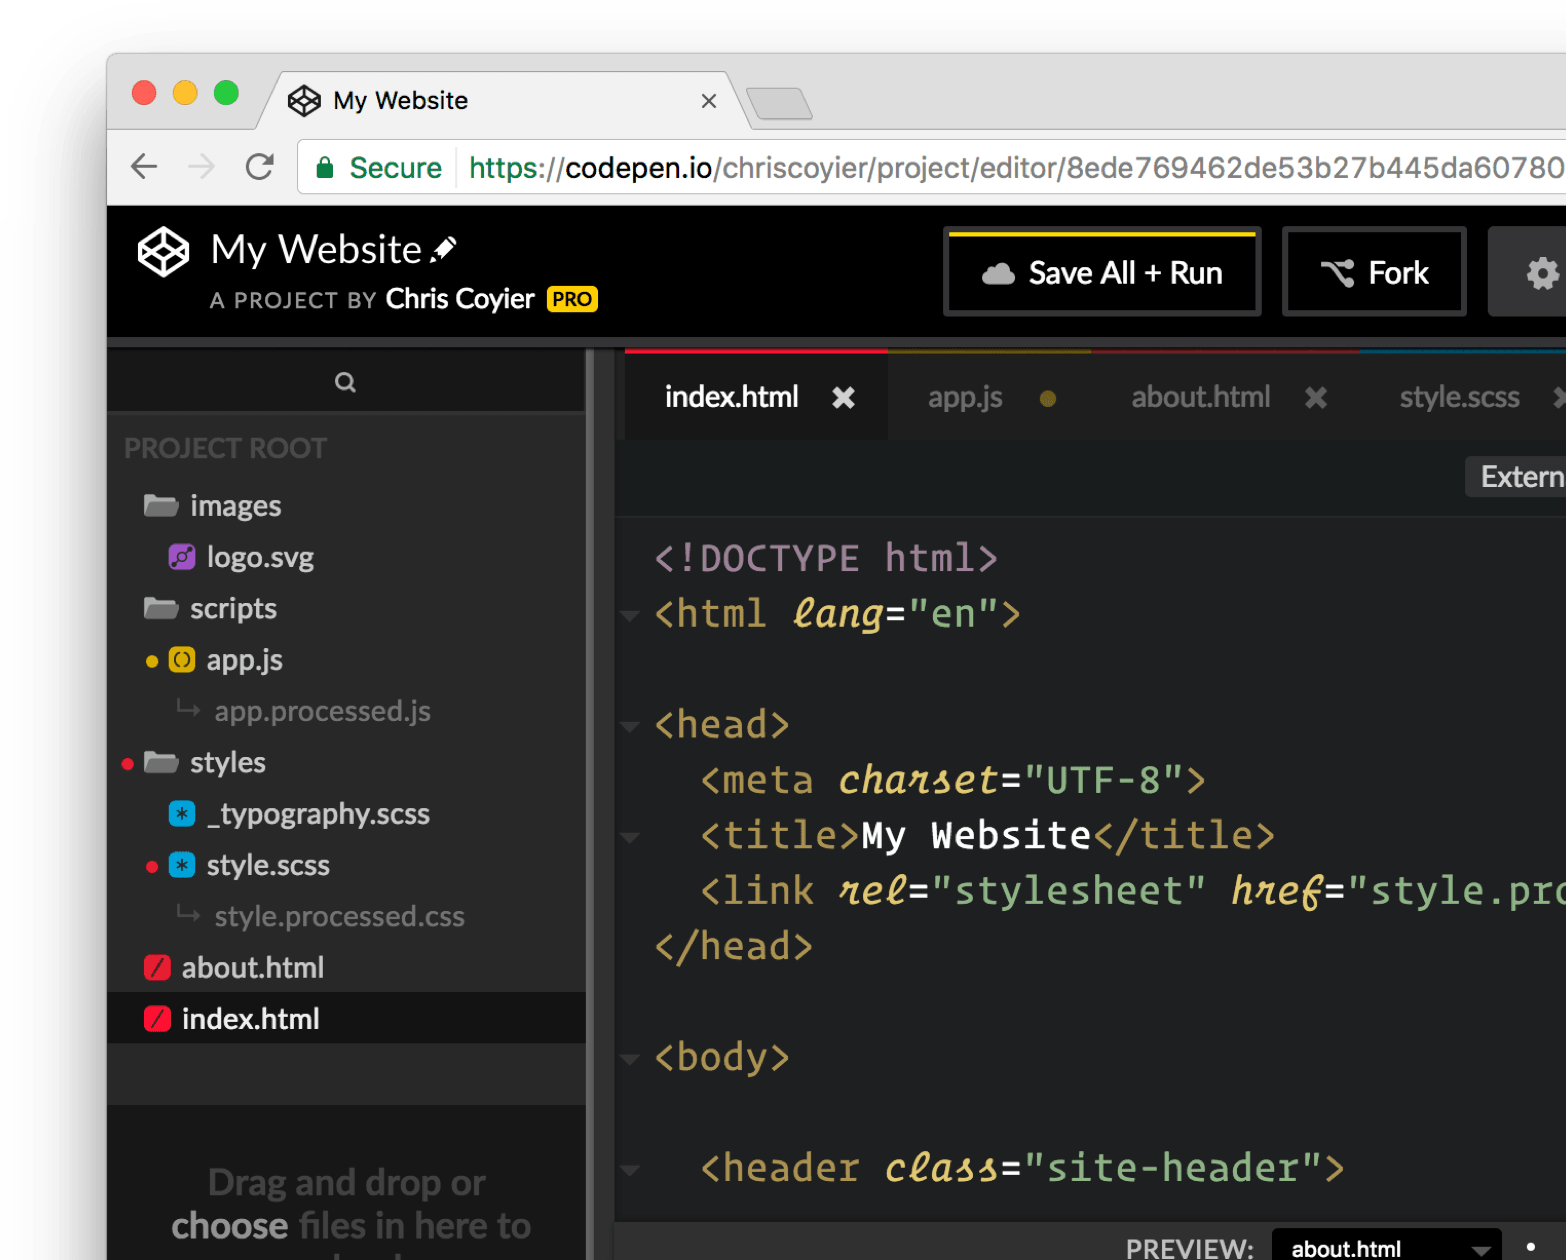 My Website
Secure https://codepen.io/chriscoyier/project/editor/8ede769462de53b27b445da60780
My Website
A PROJECT BY Chris Coyier PRO
Save All + Run
Fork
index.html
app.js
about.html
style.scss
PROJECT ROOT
images
logo.svg
scripts
app.js
app.processed.js
styles
_typography.scss
style.scss
style.processed.css
about.html
index.html
Drag and drop or
choose files in here to
Extern
<!DOCTYPE html>
<html lang="en">
<head>
<meta charset="UTF-8">
<title>My Website</title>
<link rel="stylesheet" href="style.pro
</head>
<body>
<header class="site-header">
PREVIEW: about.html